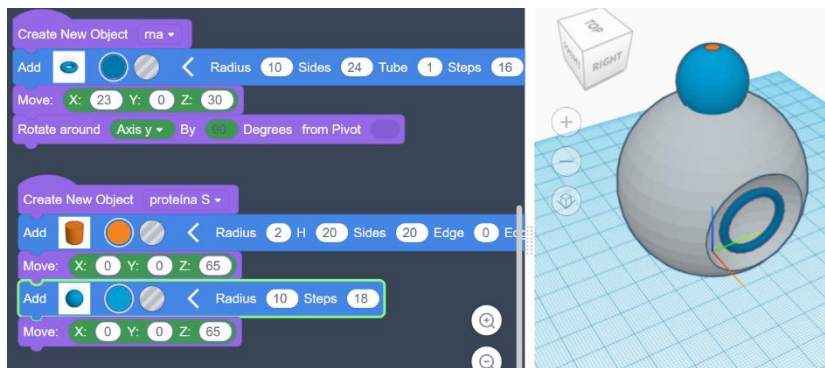 Create New Object ma
Add Radius 10 Sides 24 Tube 1 Steps 16
Move: X: 23 Y: 0 Z: 30
Rotate around Axis y By 90 Degrees from Pivot
Create New Object proteína S
Add Radius 2 H 20 Sides 20 Edge 0
Move: X: 0 Y: 0 Z: 65
Add Radius 10 Steps 18
Move: X: 0 Y: 0 Z: 65
TOP
RIGHT